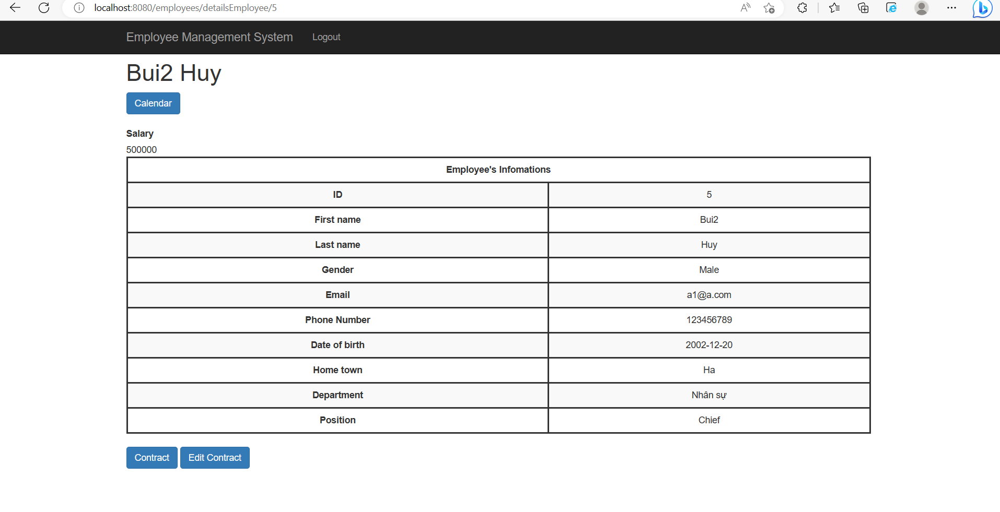 localhost:8080/employees/detailsEmployee/5
Employee Management System Logout
Bui2 Huy
Calendar
Salary
500000
Employee's Infomations
ID 5
First name Bui2
Last name Huy
Gender Male
Email a1@a.com
Phone Number 123456789
Date of birth 2002-12-20
Home town Ha
Department Nhân sự
Position Chief
Contract Edit Contract